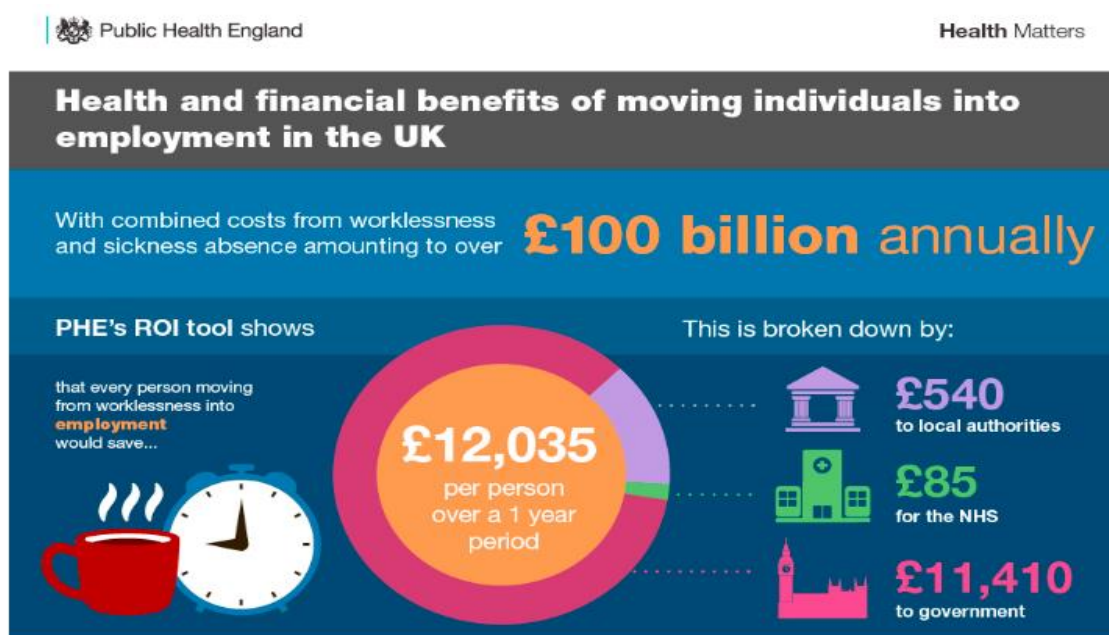 Public Health England
Health Matters
Health and financial benefits of moving individuals into
employment in the UK
With combined costs from worklessness
and sickness absence amounting to over
£100 billion annually
PHE's ROI tool shows
that every person moving
from worklessness into
employment
would save...
£12,035
per person
over a 1 year
period
This is broken down by:
£540
to local authorities
£85
for the NHS
£11,410
to government